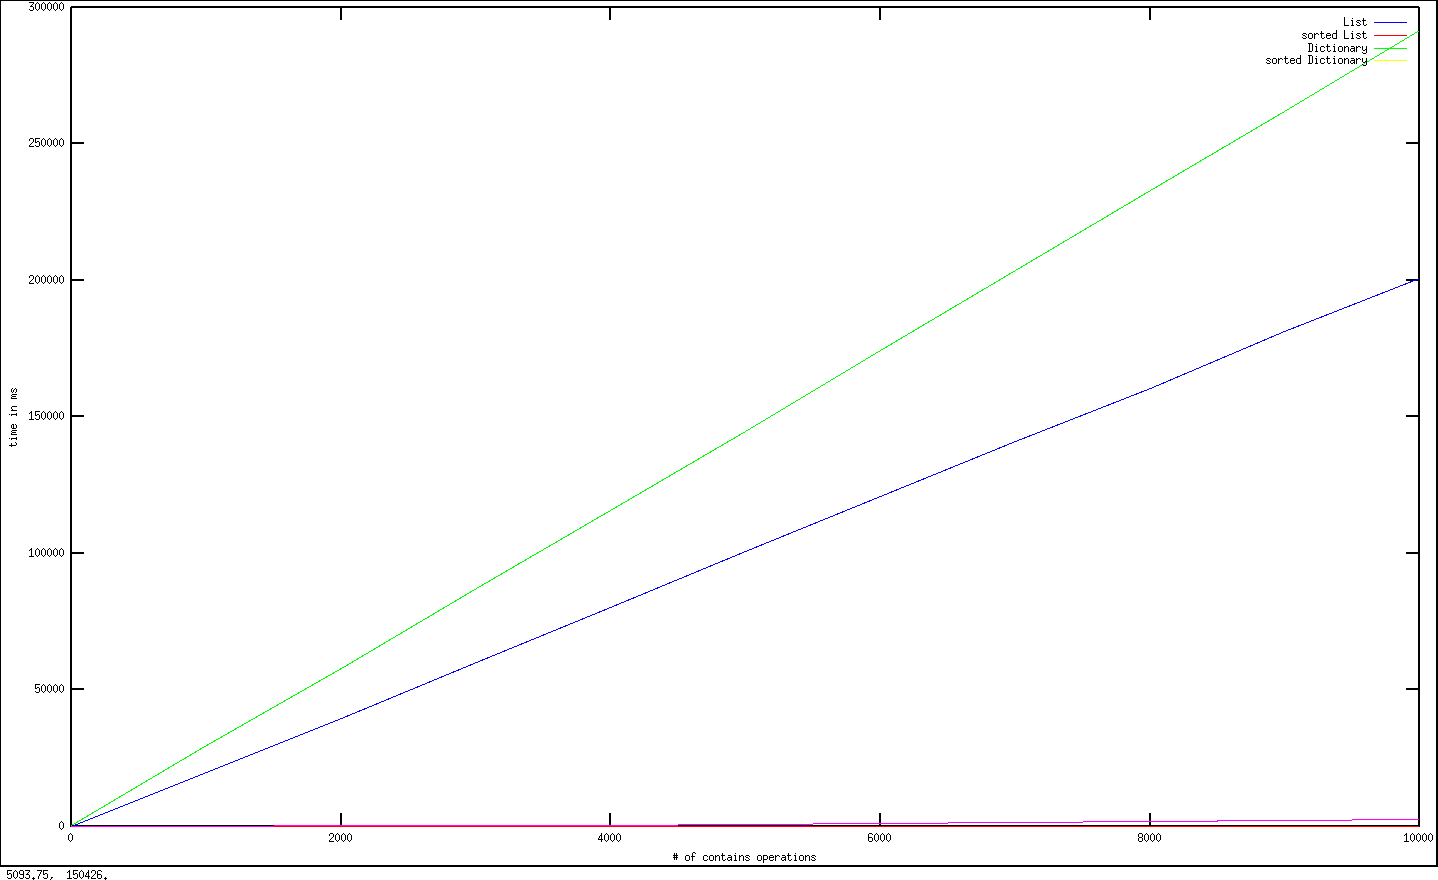 300000
250000
200000
150000
100000
50000
0
time in ms
List
sorted List
Dictionary
sorted Dictionary
0 2000 4000 6000 8000 10000
# of contains operations
5093.75, 150426.